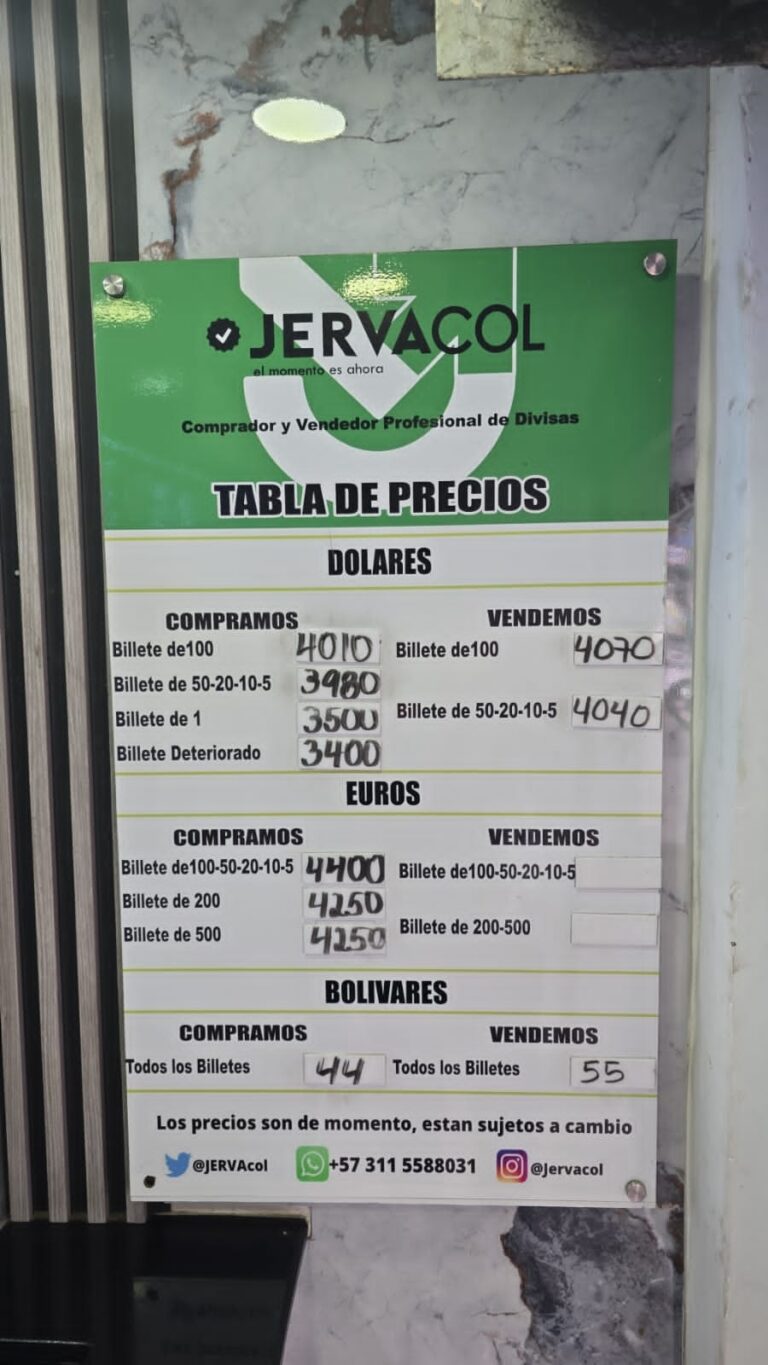 JERVACOL
el momento es ahora
Comprador y Vendedor Profesional de Divisas
TABLA DE PRECIOS
DOLARES
COMPRAMOS VENDEMOS
Billete de100 4010 Billete de100 4070
Billete de 50-20-10-5 3980
Billete de 50-20-10-5 4040
Billete de 1 3500
Billete Deteriorado 3400
EUROS
COMPRAMOS VENDEMOS
Billete de100-50-20-10-5 4400 Billete de100-50-20-10-5
Billete de 200 4250
Billete de 200-500
Billete de 500 4250
BOLIVARES
COMPRAMOS VENDEMOS
Todos los Billetes 44 Todos los Billetes 55
Los precios son de momento, estan sujetos a cambio
@JERVAcol +57 311 5588031 @Jervacol